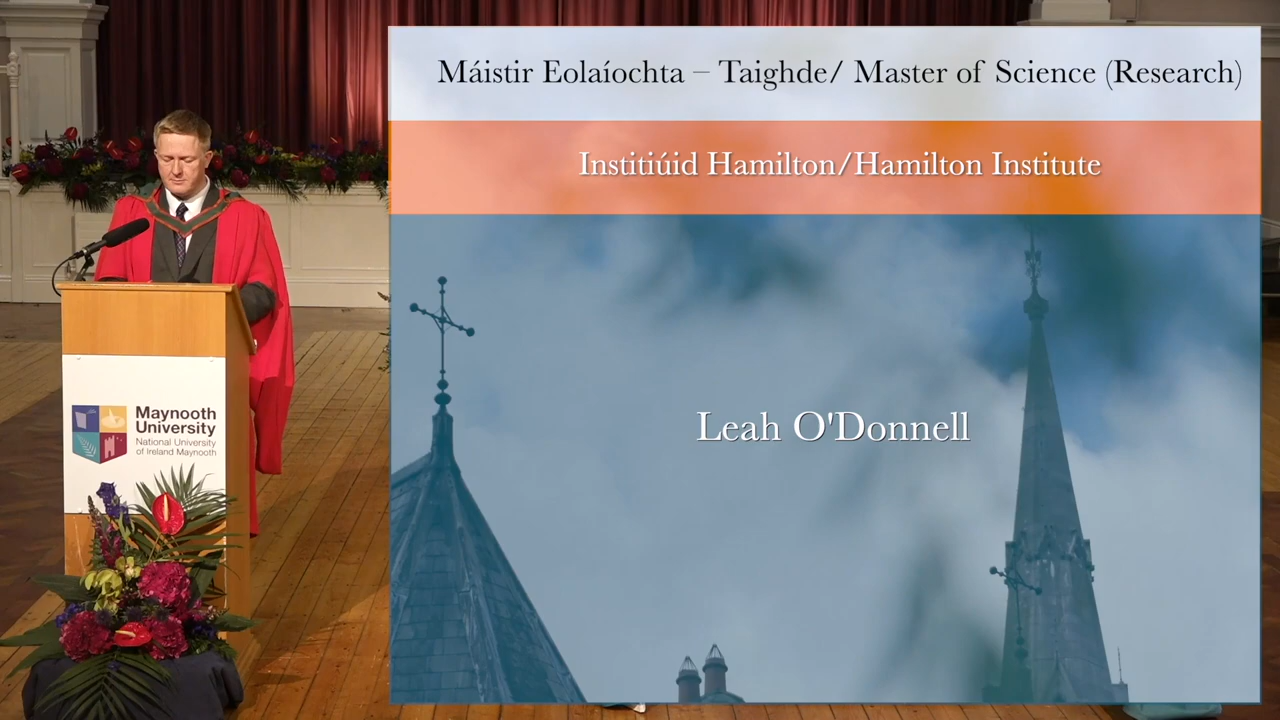 Máistir Eolaíochta – Taighde/ Master of Science (Research)
Institiúid Hamilton/Hamilton Institute
Leah O'Donnell
Maynooth
University
National University
of Ireland Maynooth